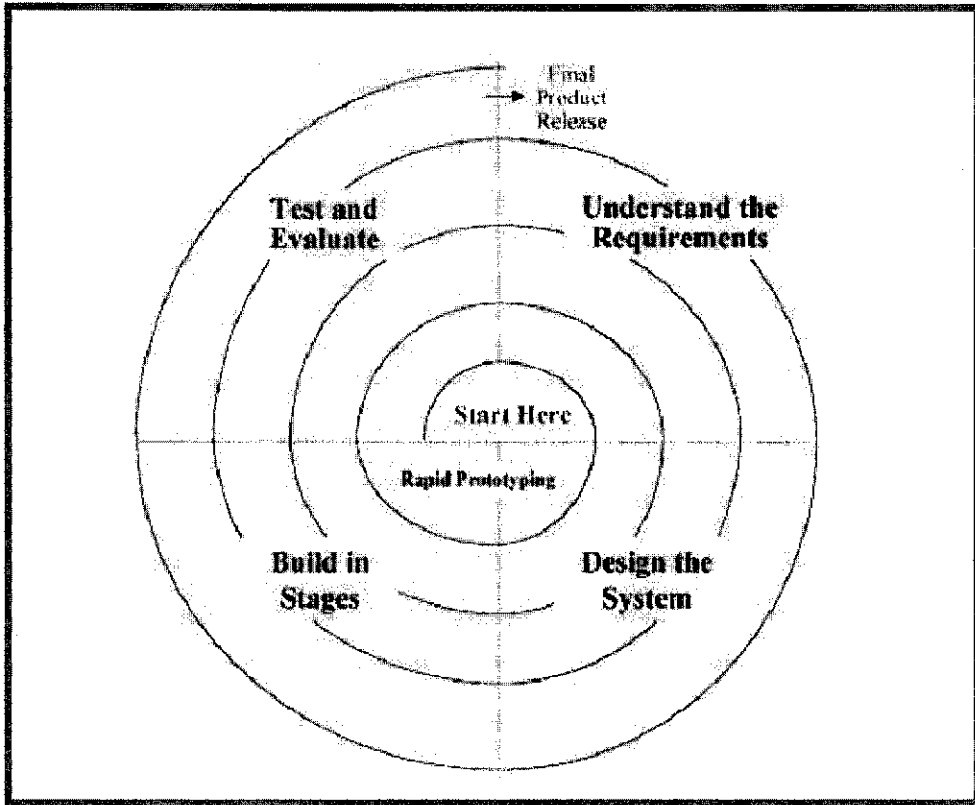 Final
Product
Release
Test and
Evaluate
Understand the
Requirements
Start Here
Rapid Prototyping
Build in
Stages
Design the
System